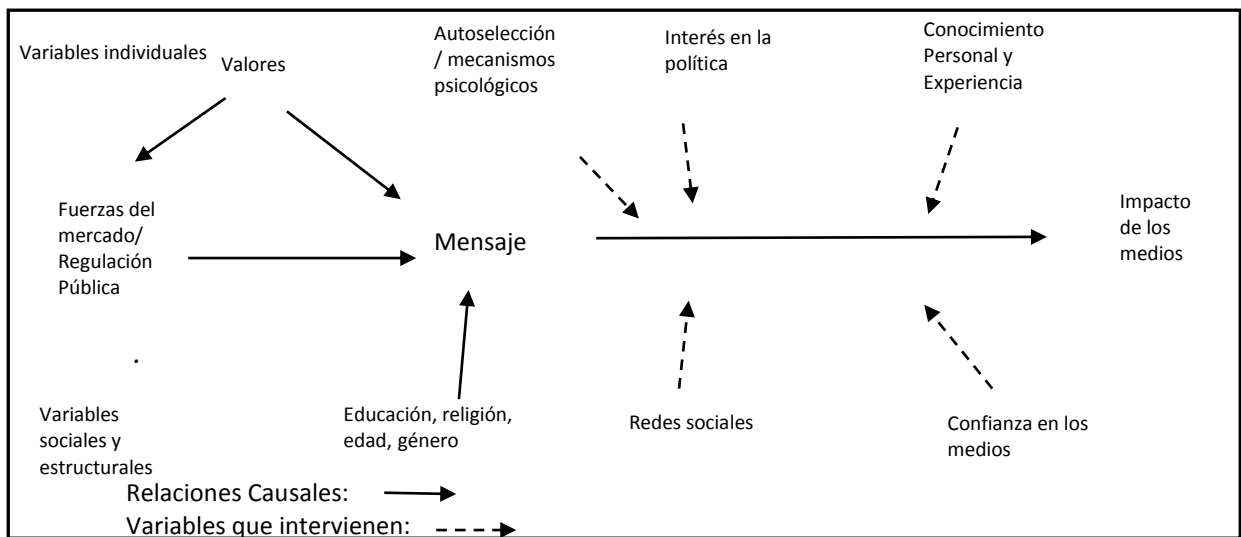 Variables individuales
Valores
Autoselección
/ mecanismos
psicológicos
Interés en la
política
Conocimiento
Personal y
Experiencia
Fuerzas del
mercado/
Regulación
Pública
Mensaje
Impacto
de los
medios
.
Variables
sociales y
estructurales
Educación, religión,
edad, género
Redes sociales
Confianza en los
medios
Relaciones Causales:
Variables que intervienen: